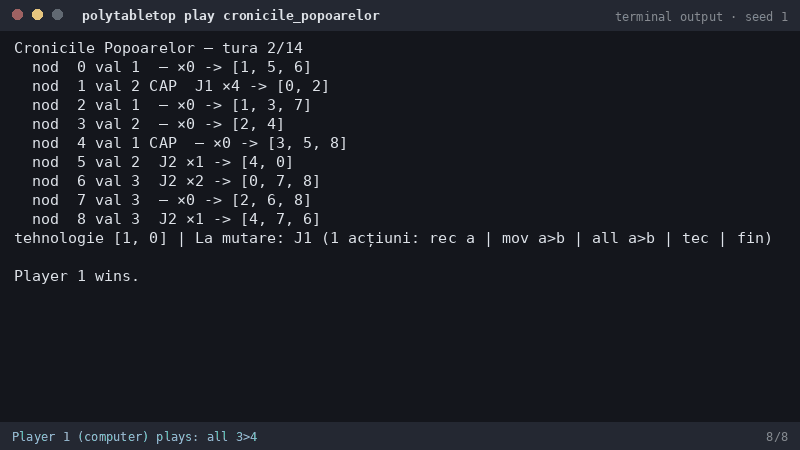 polytabletop play cronicile_popoarelor
terminal output · seed 1
Cronicile Popoarelor — tura 2/14
nod  0 val 1  — ×0 -> [1, 5, 6]
nod  1 val 2 CAP  J1 ×4 -> [0, 2]
nod  2 val 1  — ×0 -> [1, 3, 7]
nod  3 val 2  — ×0 -> [2, 4]
nod  4 val 1 CAP  — ×0 -> [3, 5, 8]
nod  5 val 2  J2 ×1 -> [4, 0]
nod  6 val 3  J2 ×2 -> [0, 7, 8]
nod  7 val 3  — ×0 -> [2, 6, 8]
nod  8 val 3  J2 ×1 -> [4, 7, 6]
tehnologie [1, 0] | La mutare: J1 (1 acțiuni: rec a | mov a>b | all a>b | tec | fin)
Player 1 wins.
Player 1 (computer) plays: all 3>4
8/8